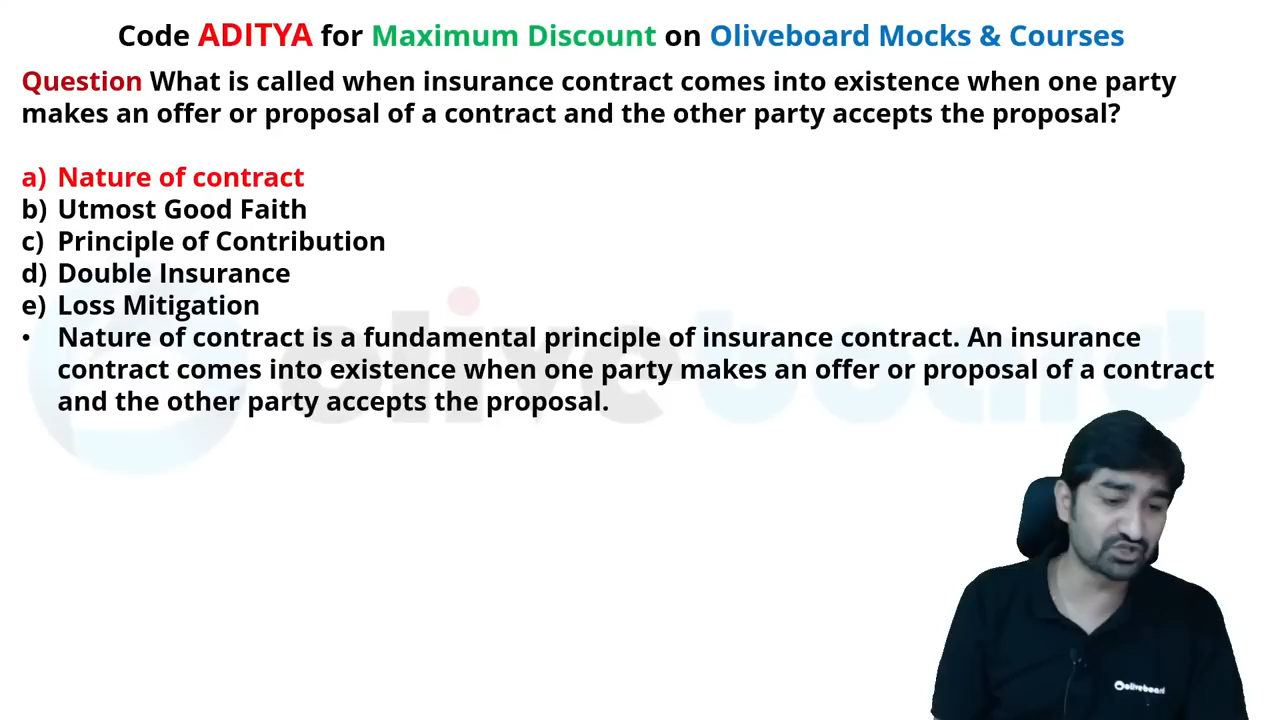 Code ADITYA for Maximum Discount on Oliveboard Mocks & Courses
Question What is called when insurance contract comes into existence when one party
makes an offer or proposal of a contract and the other party accepts the proposal?
a) Nature of contract
b) Utmost Good Faith
c) Principle of Contribution
d) Double Insurance
e) Loss Mitigation
• Nature of contract is a fundamental principle of insurance contract. An insurance
contract comes into existence when one party makes an offer or proposal of a contract
and the other party accepts the proposal.
oliveboard
oliveboard